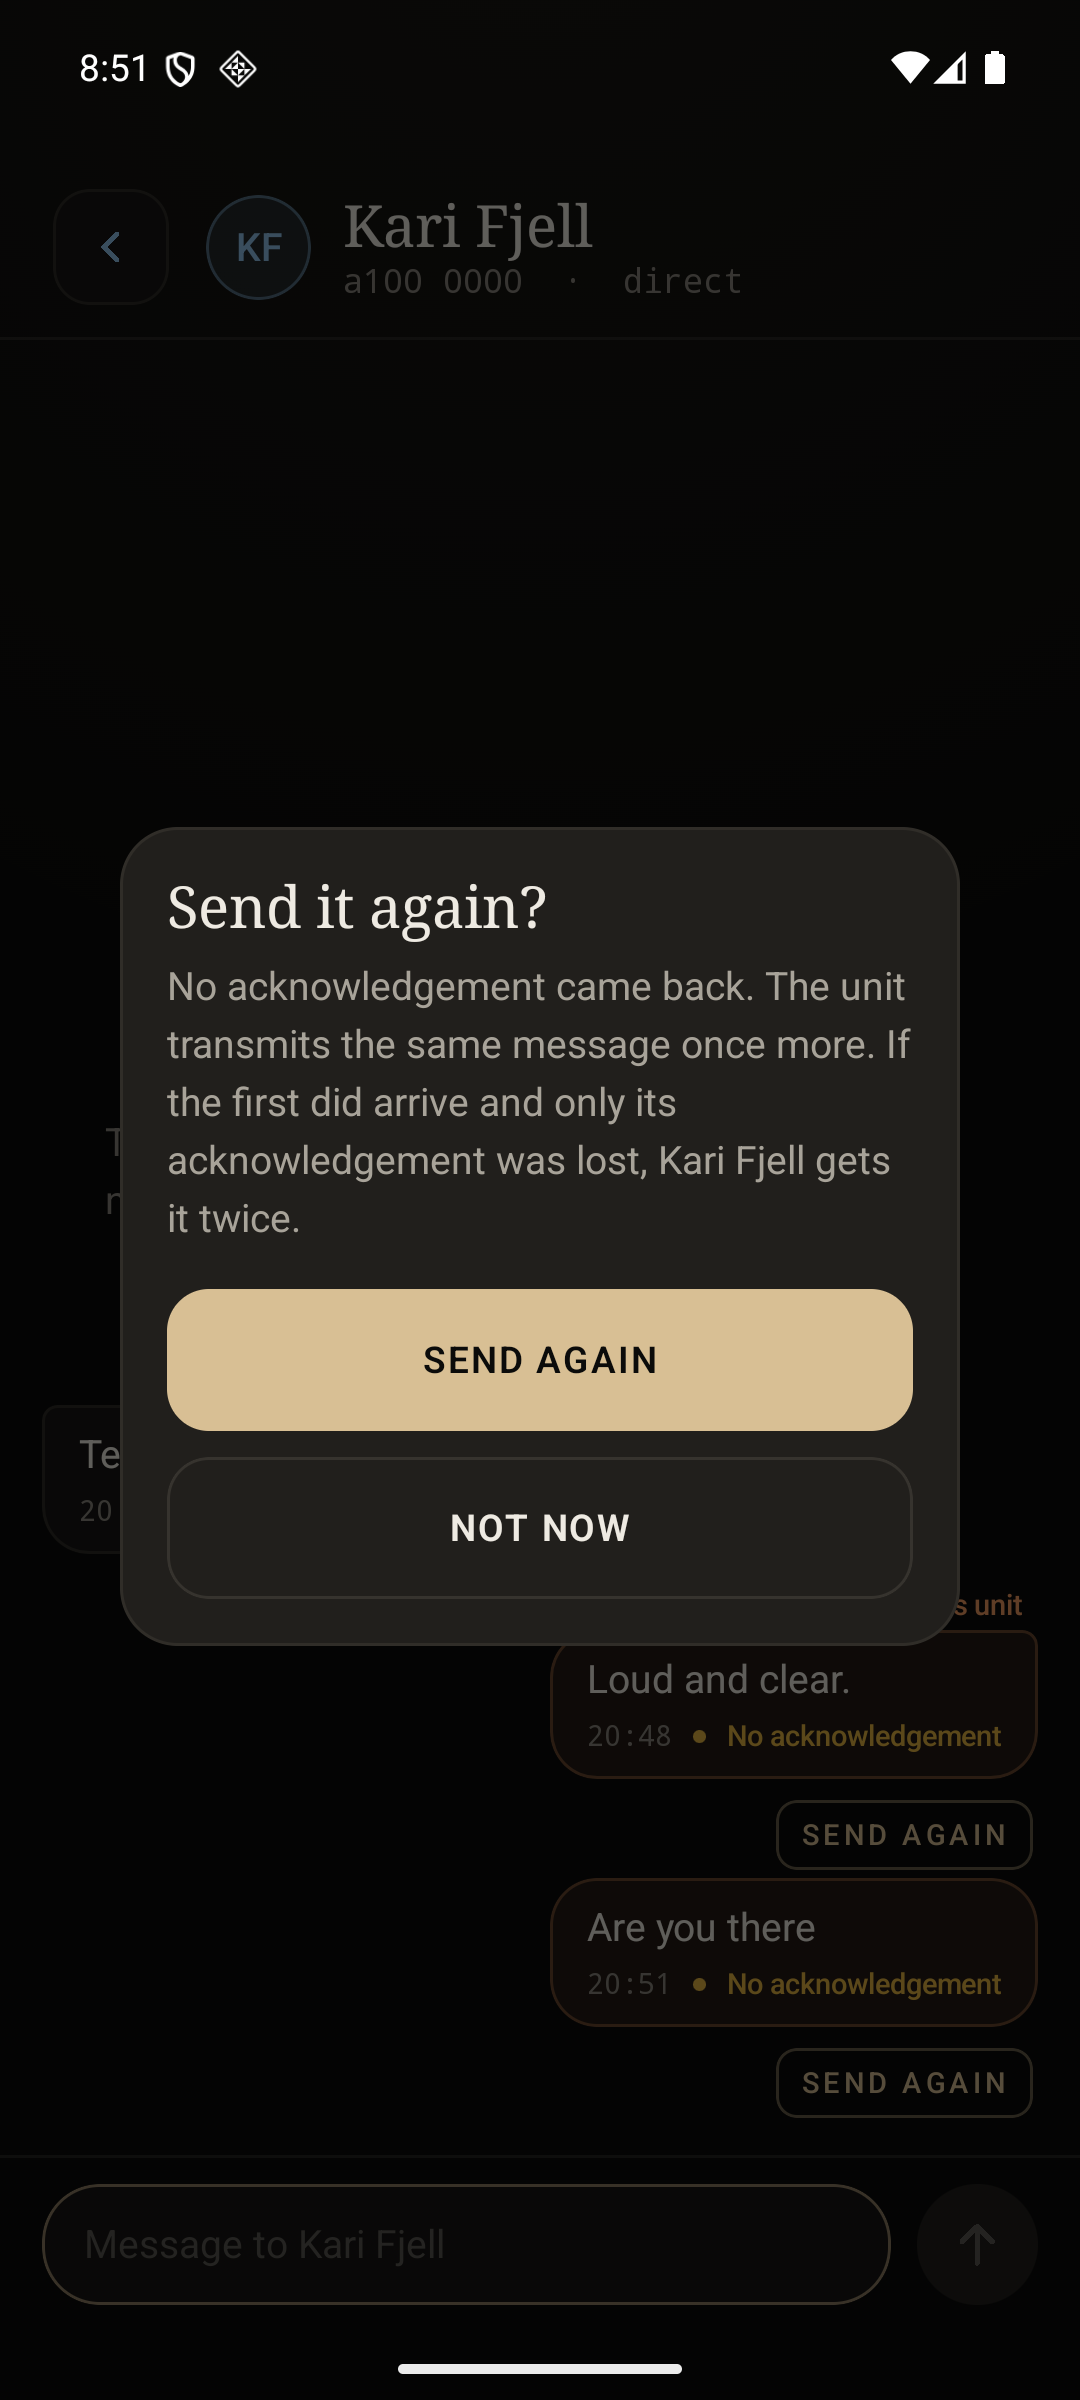 8:51
KF
Kari Fjell
a100 0000 · direct
Send it again?
No acknowledgement came back. The unit
transmits the same message once more. If
the first did arrive and only its
acknowledgement was lost, Kari Fjell gets
it twice.
SEND AGAIN
NOT NOW
unit
Loud and clear.
20:48 ● No acknowledgement
SEND AGAIN
Are you there
20:51 ● No acknowledgement
SEND AGAIN
Message to Kari Fjell